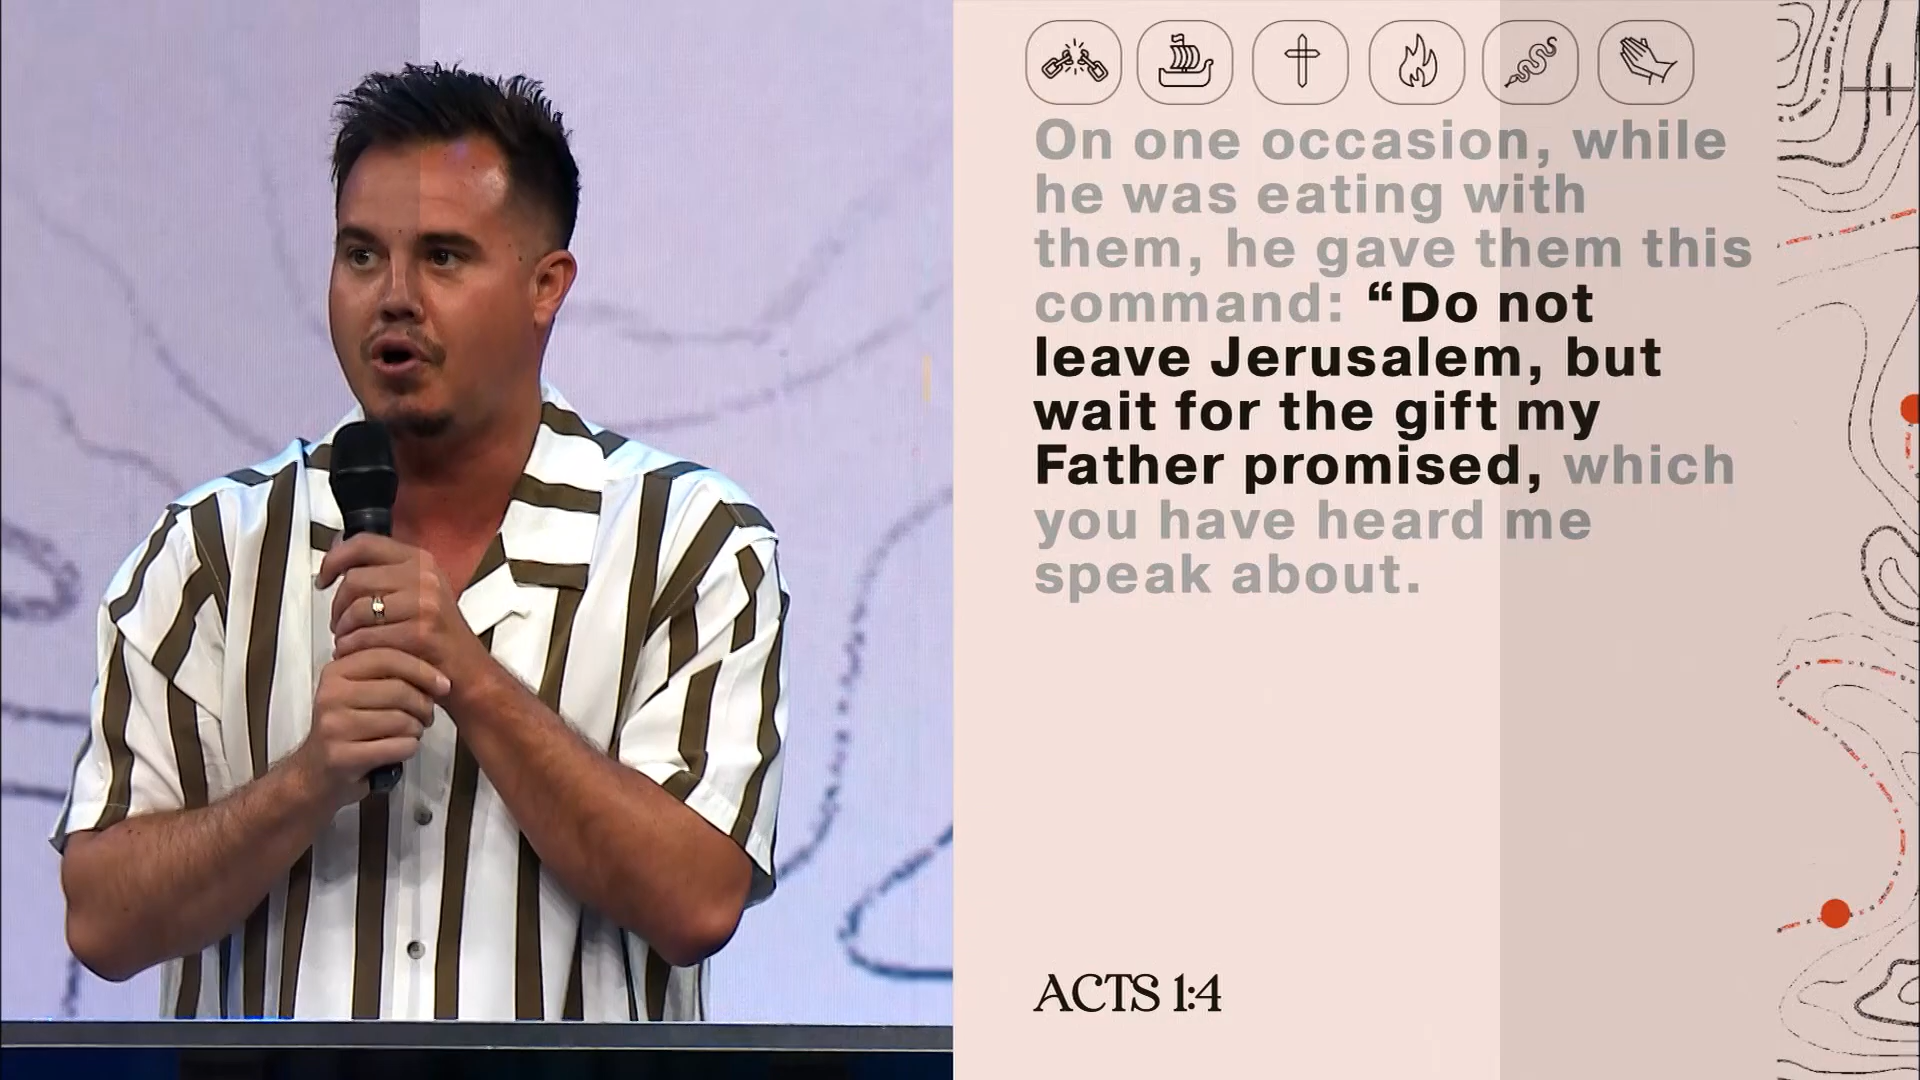 On one occasion, while
he was eating with
them, he gave them this
command: “Do not
leave Jerusalem, but
wait for the gift my
Father promised, which
you have heard me
speak about.
ACTS 1:4